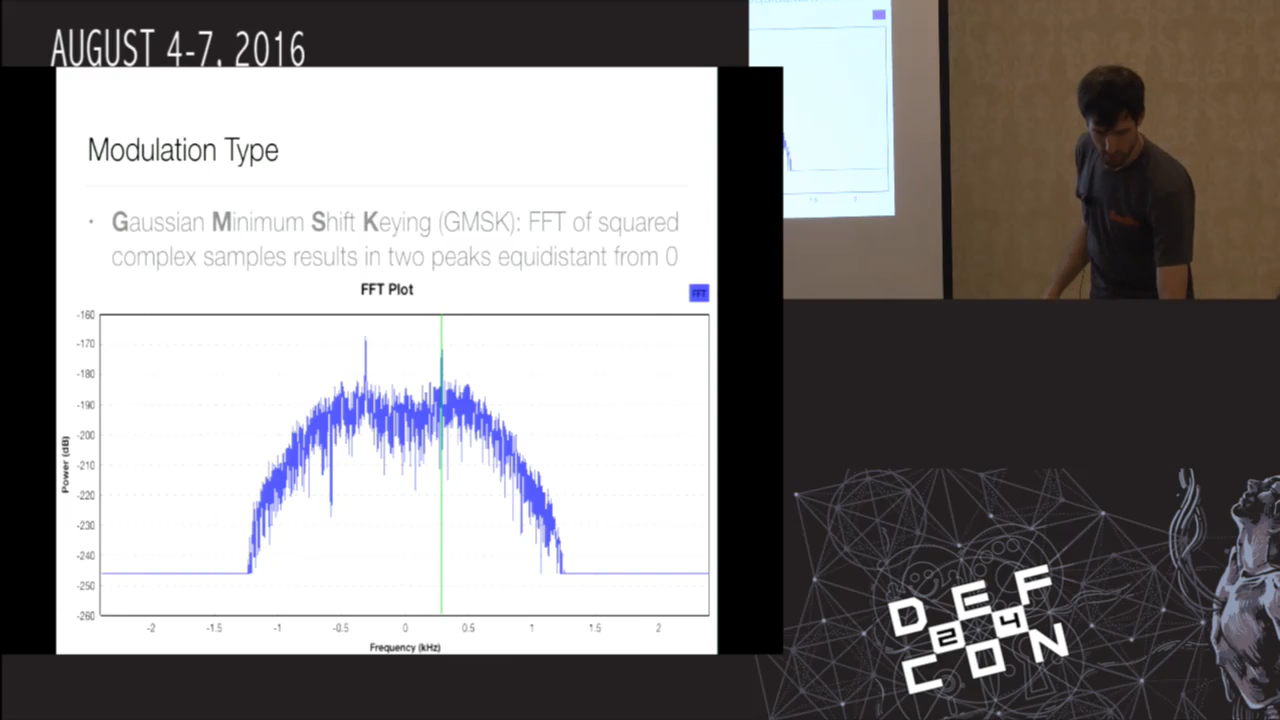 AUGUST 4-7, 2016
Modulation Type
• Gaussian Minimum Shift Keying (GMSK): FFT of squared
complex samples results in two peaks equidistant from 0
FFT Plot
FFT
Power (dB)
-160
-170
-180
-190
-200
-210
-220
-230
-240
-250
-260
-2 -1.5 -1 -0.5 0 0.5 1 1.5 2
Frequency (kHz)
DEF
24
CON